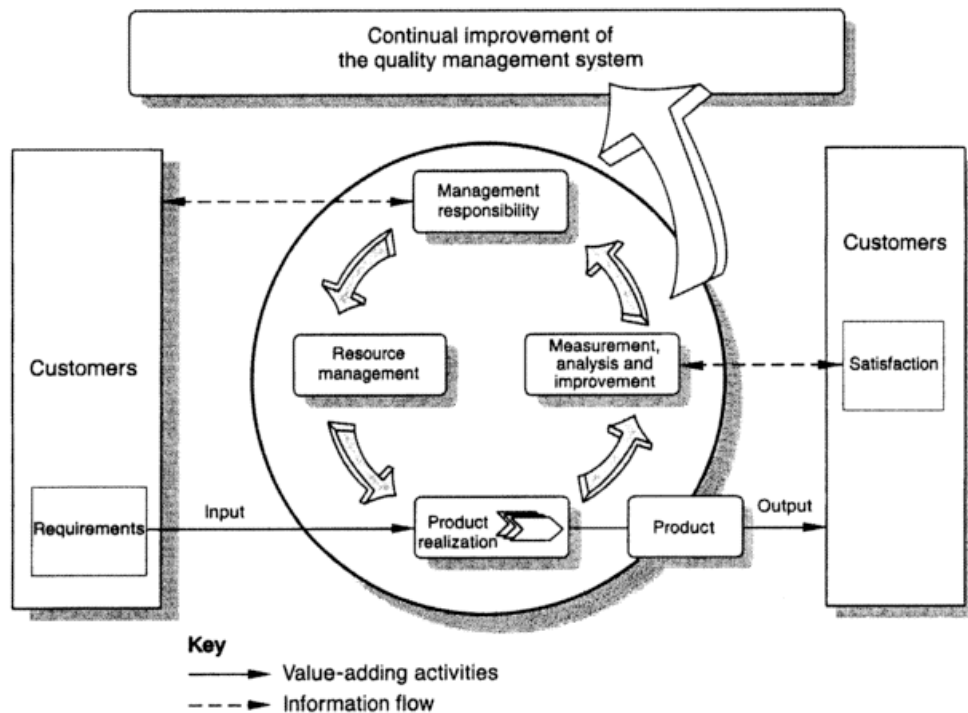 Continual improvement of
the quality management system
Management
responsibility
Customers
Customers
Resource
management
Measurement,
analysis and
improvement
Satisfaction
Requirements
Input
Product
realization
Product
Output
Key
Value-adding activities
Information flow